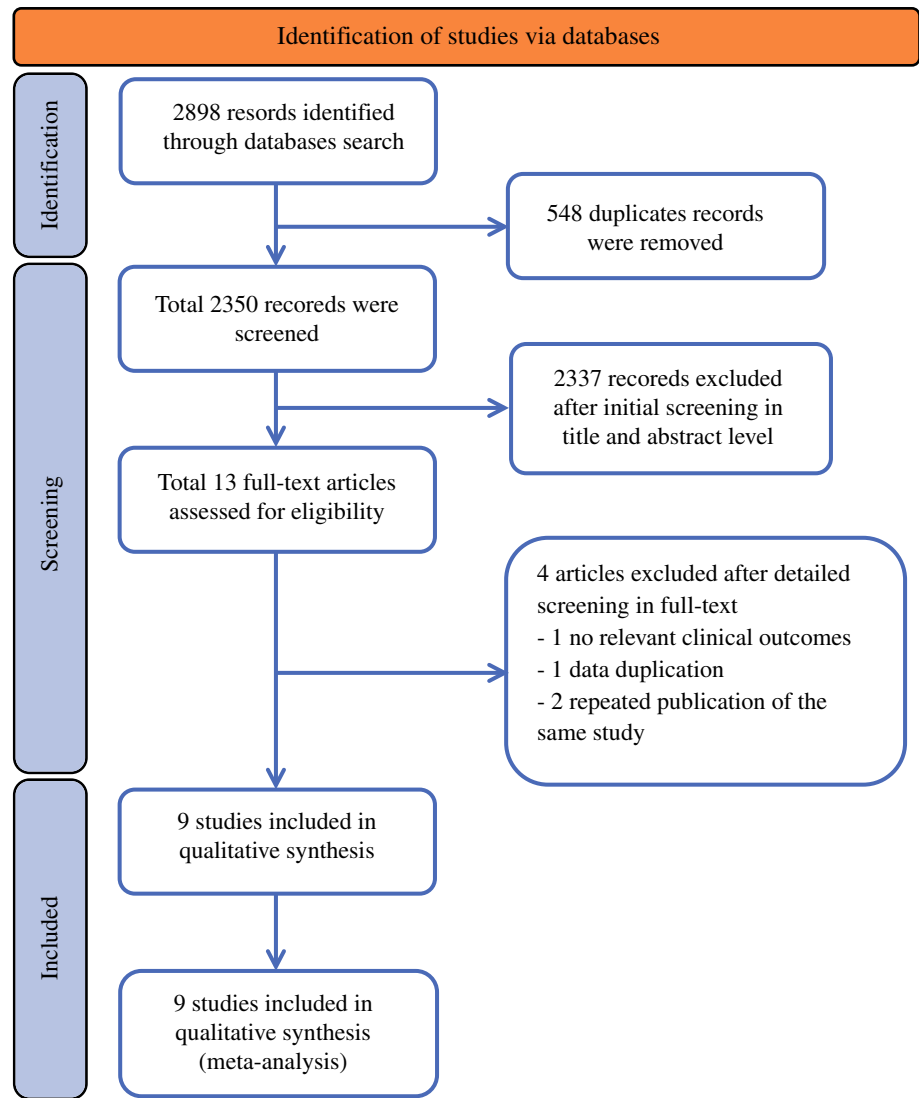 Identification of studies via databases
Identification
2898 resords identified
through databases search
548 duplicates records
were removed
Screening
Total 2350 recoreds were
screened
2337 recoreds excluded
after initial screening in
title and abstract level
Total 13 full-text articles
assessed for eligibility
4 articles excluded after detailed
screening in full-text
- 1 no relevant clinical outcomes
- 1 data duplication
- 2 repeated publication of the
same study
Included
9 studies included in
qualitative synthesis
9 studies included in
qualitative synthesis
(meta-analysis)